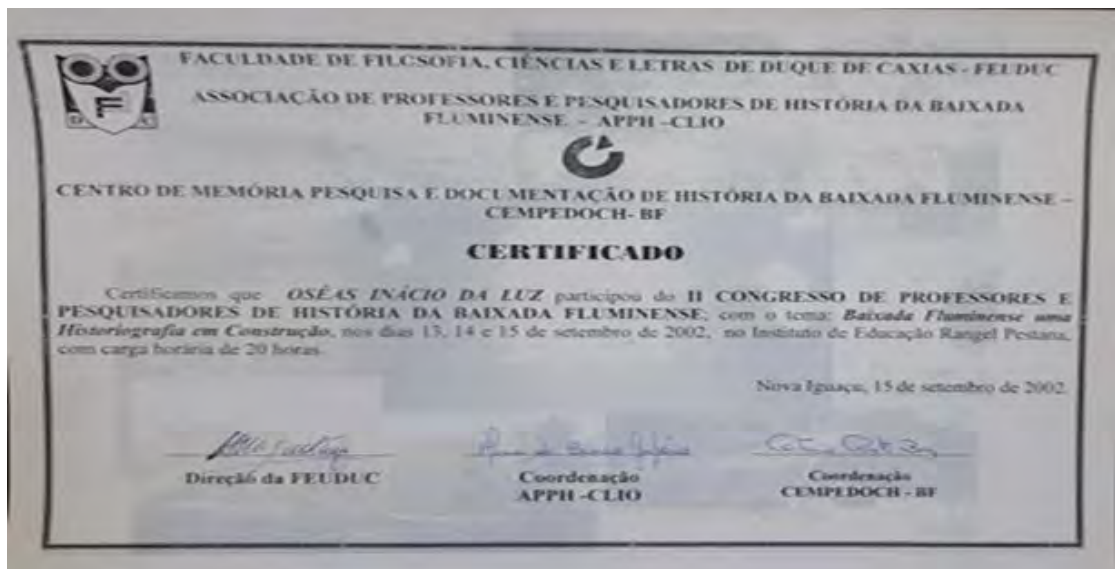 FACULDADE DE FILOSOFIA, CIÊNCIAS E LETRAS DE DUQUE DE CAXIAS - FEUDUC
ASSOCIAÇÃO DE PROFESSORES E PESQUISADORES DE HISTÓRIA DA BAIXADA
FLUMINENSE - APPH -CLIO
F
D C
CENTRO DE MEMÓRIA PESQUISA E DOCUMENTAÇÃO DE HISTÓRIA DA BAIXADA FLUMINENSE -
CEMPEDOCH- BF
CERTIFICADO
Certificamos que OSÉAS INÁCIO DA LUZ participou do II CONGRESSO DE PROFESSORES E
PESQUISADORES DE HISTÓRIA DA BAIXADA FLUMINENSE, com o tema: Baixada Fluminense uma
Historiografia em Construção, nos dias 13, 14 e 15 de setembro de 2002, no Instituto de Educação Rangel Pestana,
com carga horária de 20 horas.
Nova Iguaçu, 15 de setembro de 2002.
Direção da FEUDUC
Coordenação
APPH -CLIO
Coordenação
CEMPEDOCH - BF